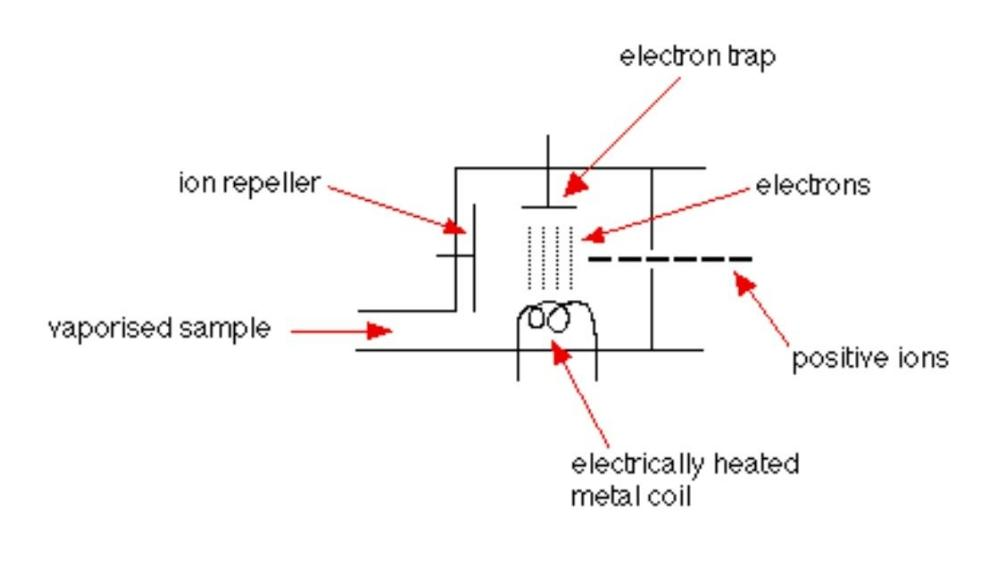 electron trap
ion repeller
electrons
vaporised sample
positive ions
electrically heated
metal coil